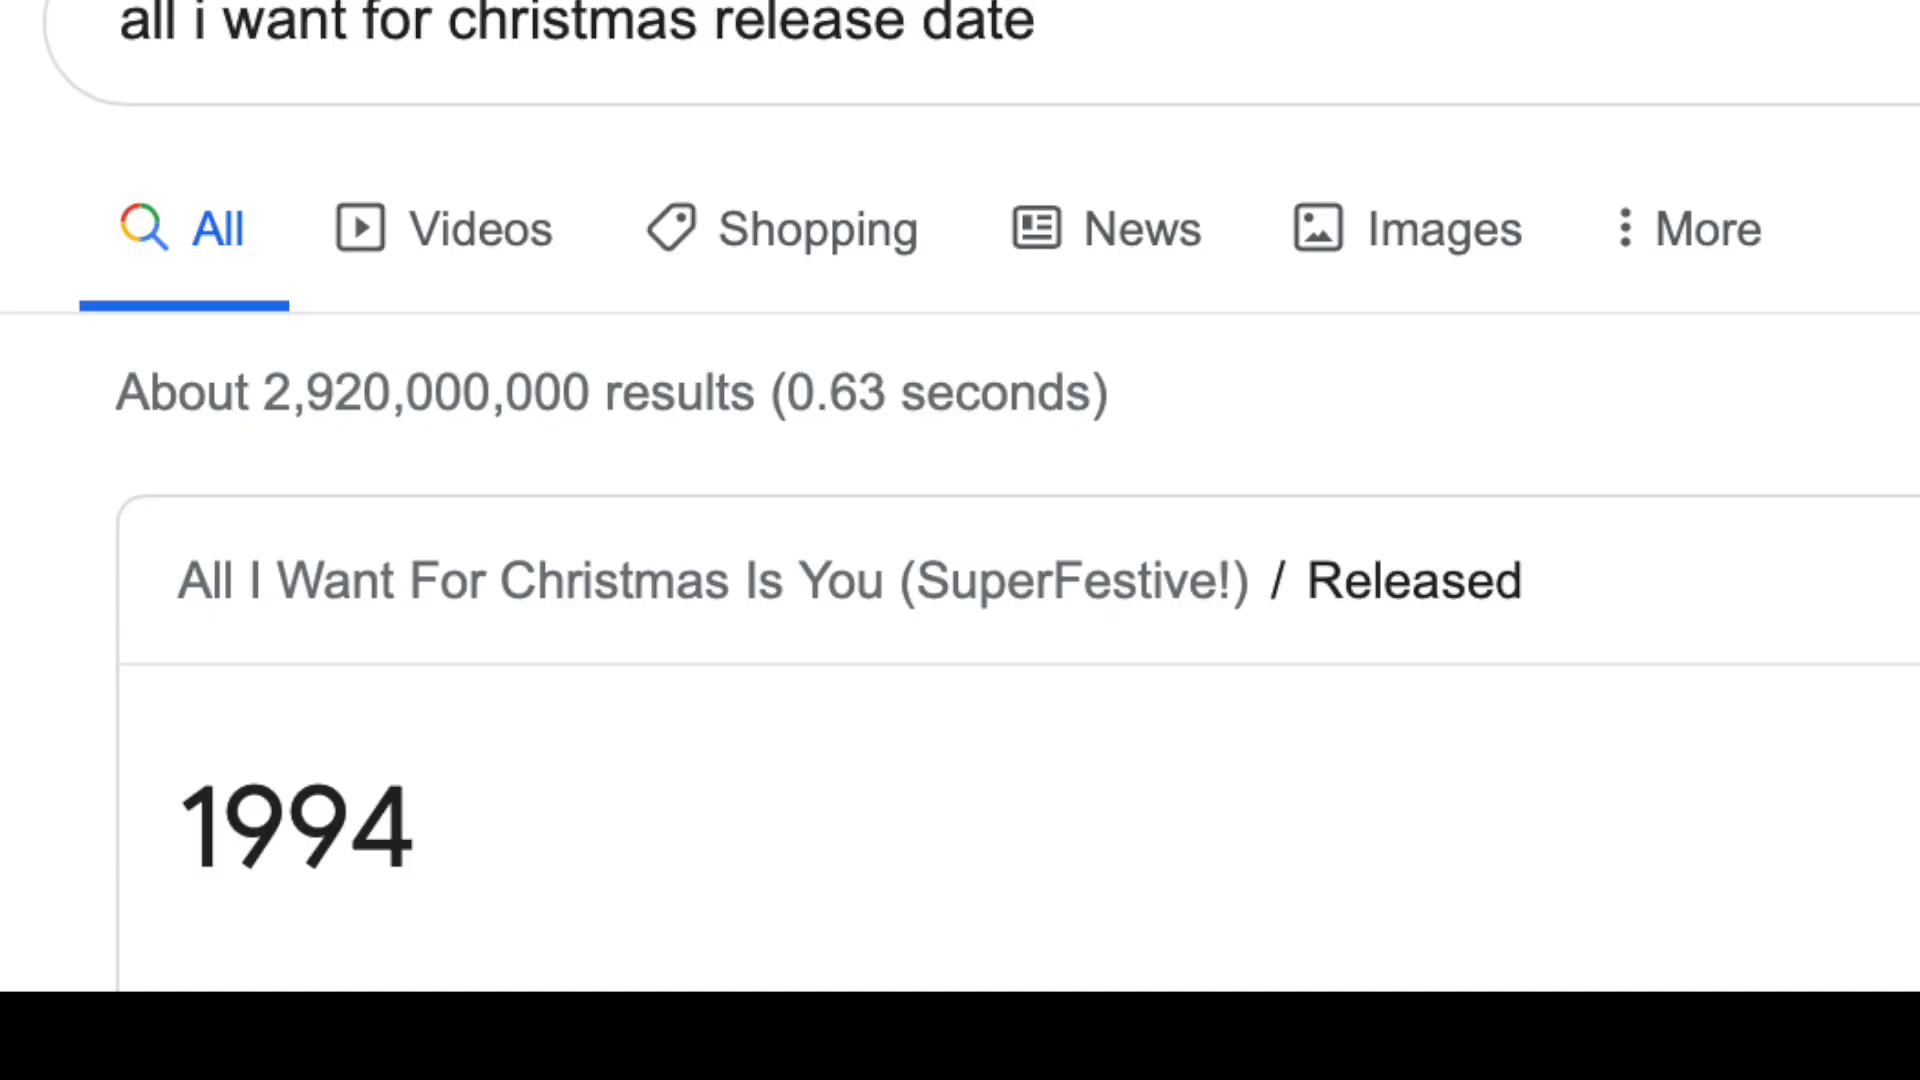 all i want for christmas release date
All Videos Shopping News Images More
About 2,920,000,000 results (0.63 seconds)
All I Want For Christmas Is You (SuperFestive!) / Released
1994